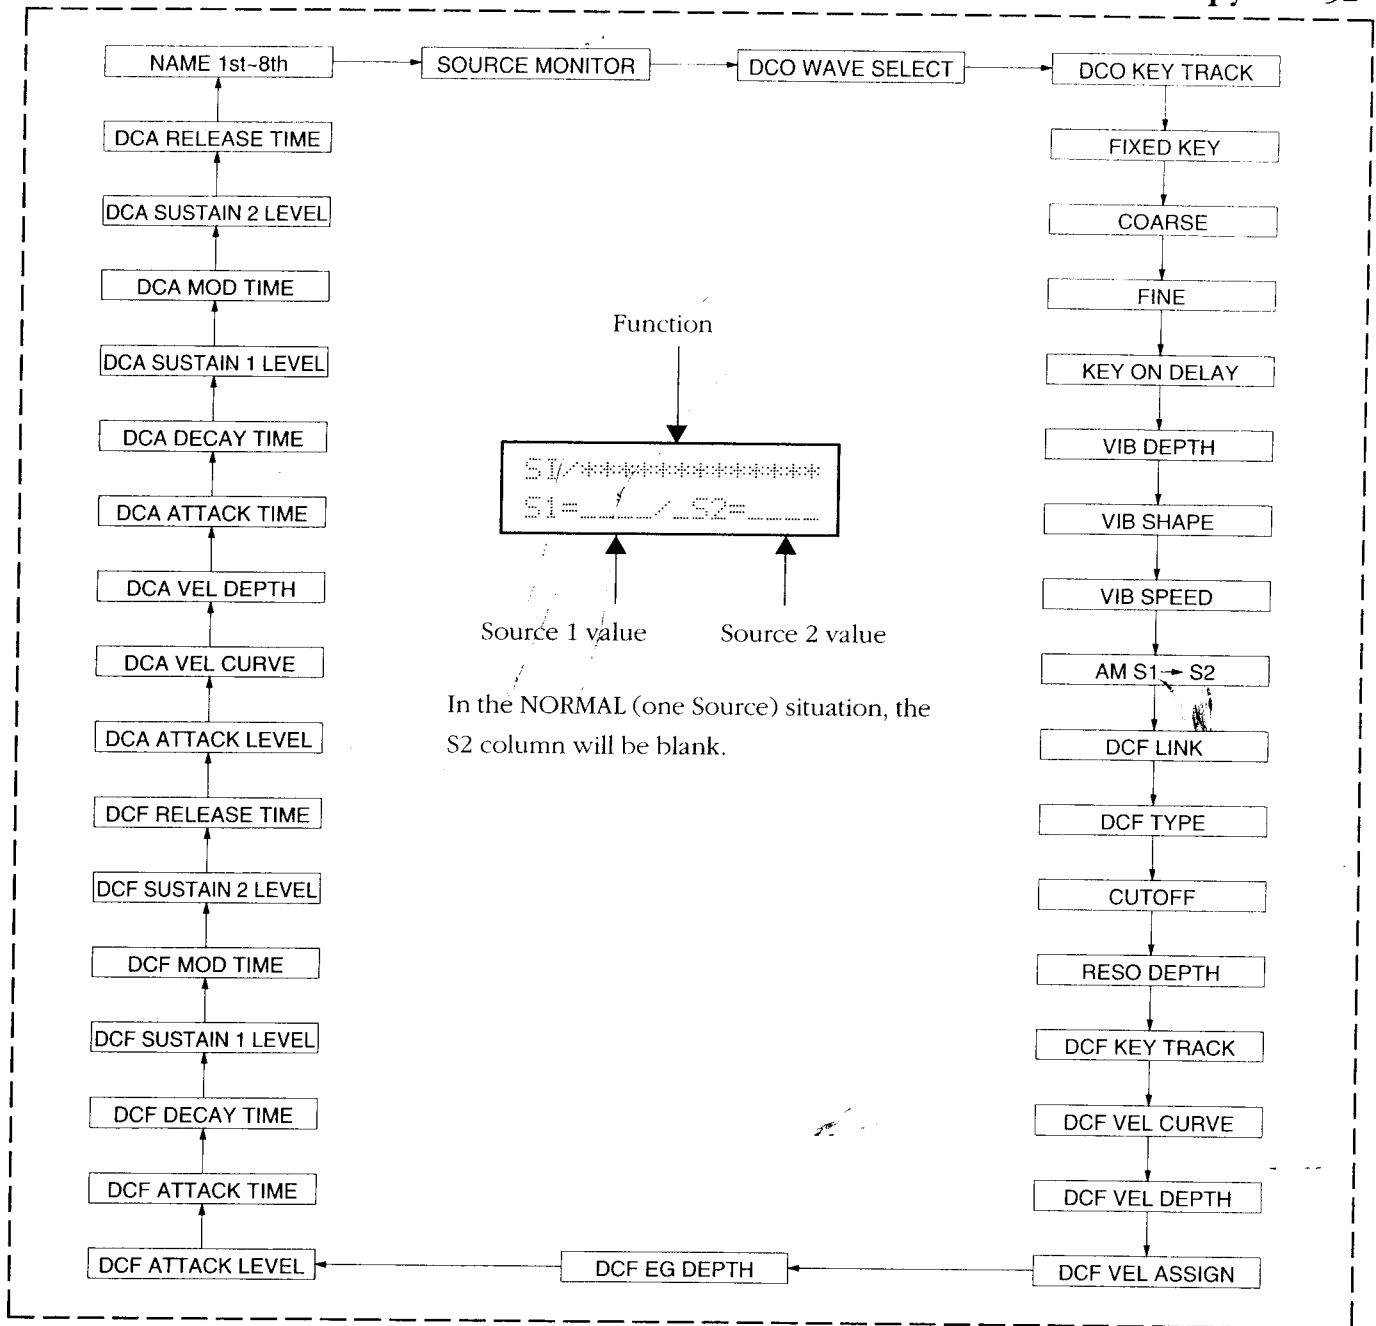 NAME 1st~8th
SOURCE MONITOR
DCO WAVE SELECT
DCO KEY TRACK
FIXED KEY
COARSE
FINE
KEY ON DELAY
VIB DEPTH
VIB SHAPE
VIB SPEED
AM S1→S2
DCF LINK
DCF TYPE
CUTOFF
RESO DEPTH
DCF KEY TRACK
DCF VEL CURVE
DCF VEL DEPTH
DCF VEL ASSIGN
DCF EG DEPTH
DCF ATTACK LEVEL
DCF ATTACK TIME
DCF DECAY TIME
DCF SUSTAIN 1 LEVEL
DCF MOD TIME
DCF SUSTAIN 2 LEVEL
DCF RELEASE TIME
DCA ATTACK LEVEL
DCA VEL CURVE
DCA VEL DEPTH
DCA ATTACK TIME
DCA DECAY TIME
DCA SUSTAIN 1 LEVEL
DCA MOD TIME
DCA SUSTAIN 2 LEVEL
DCA RELEASE TIME
Function
SI/*************
S1=____/_S2=____
Source 1 value
Source 2 value
In the NORMAL (one Source) situation, the
S2 column will be blank.